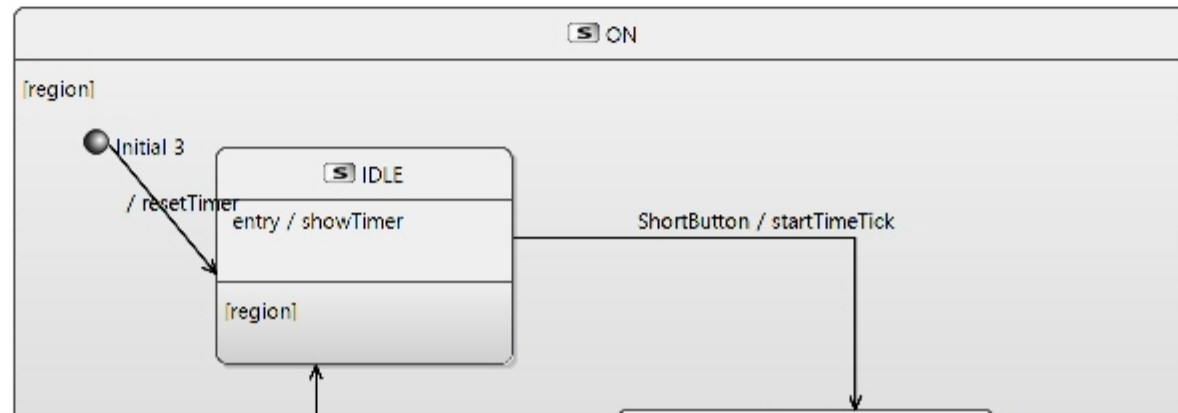 S ON
[region]
Initial 3
/ resetTimer
S IDLE
entry / showTimer
[region]
ShortButton / startTimeTick